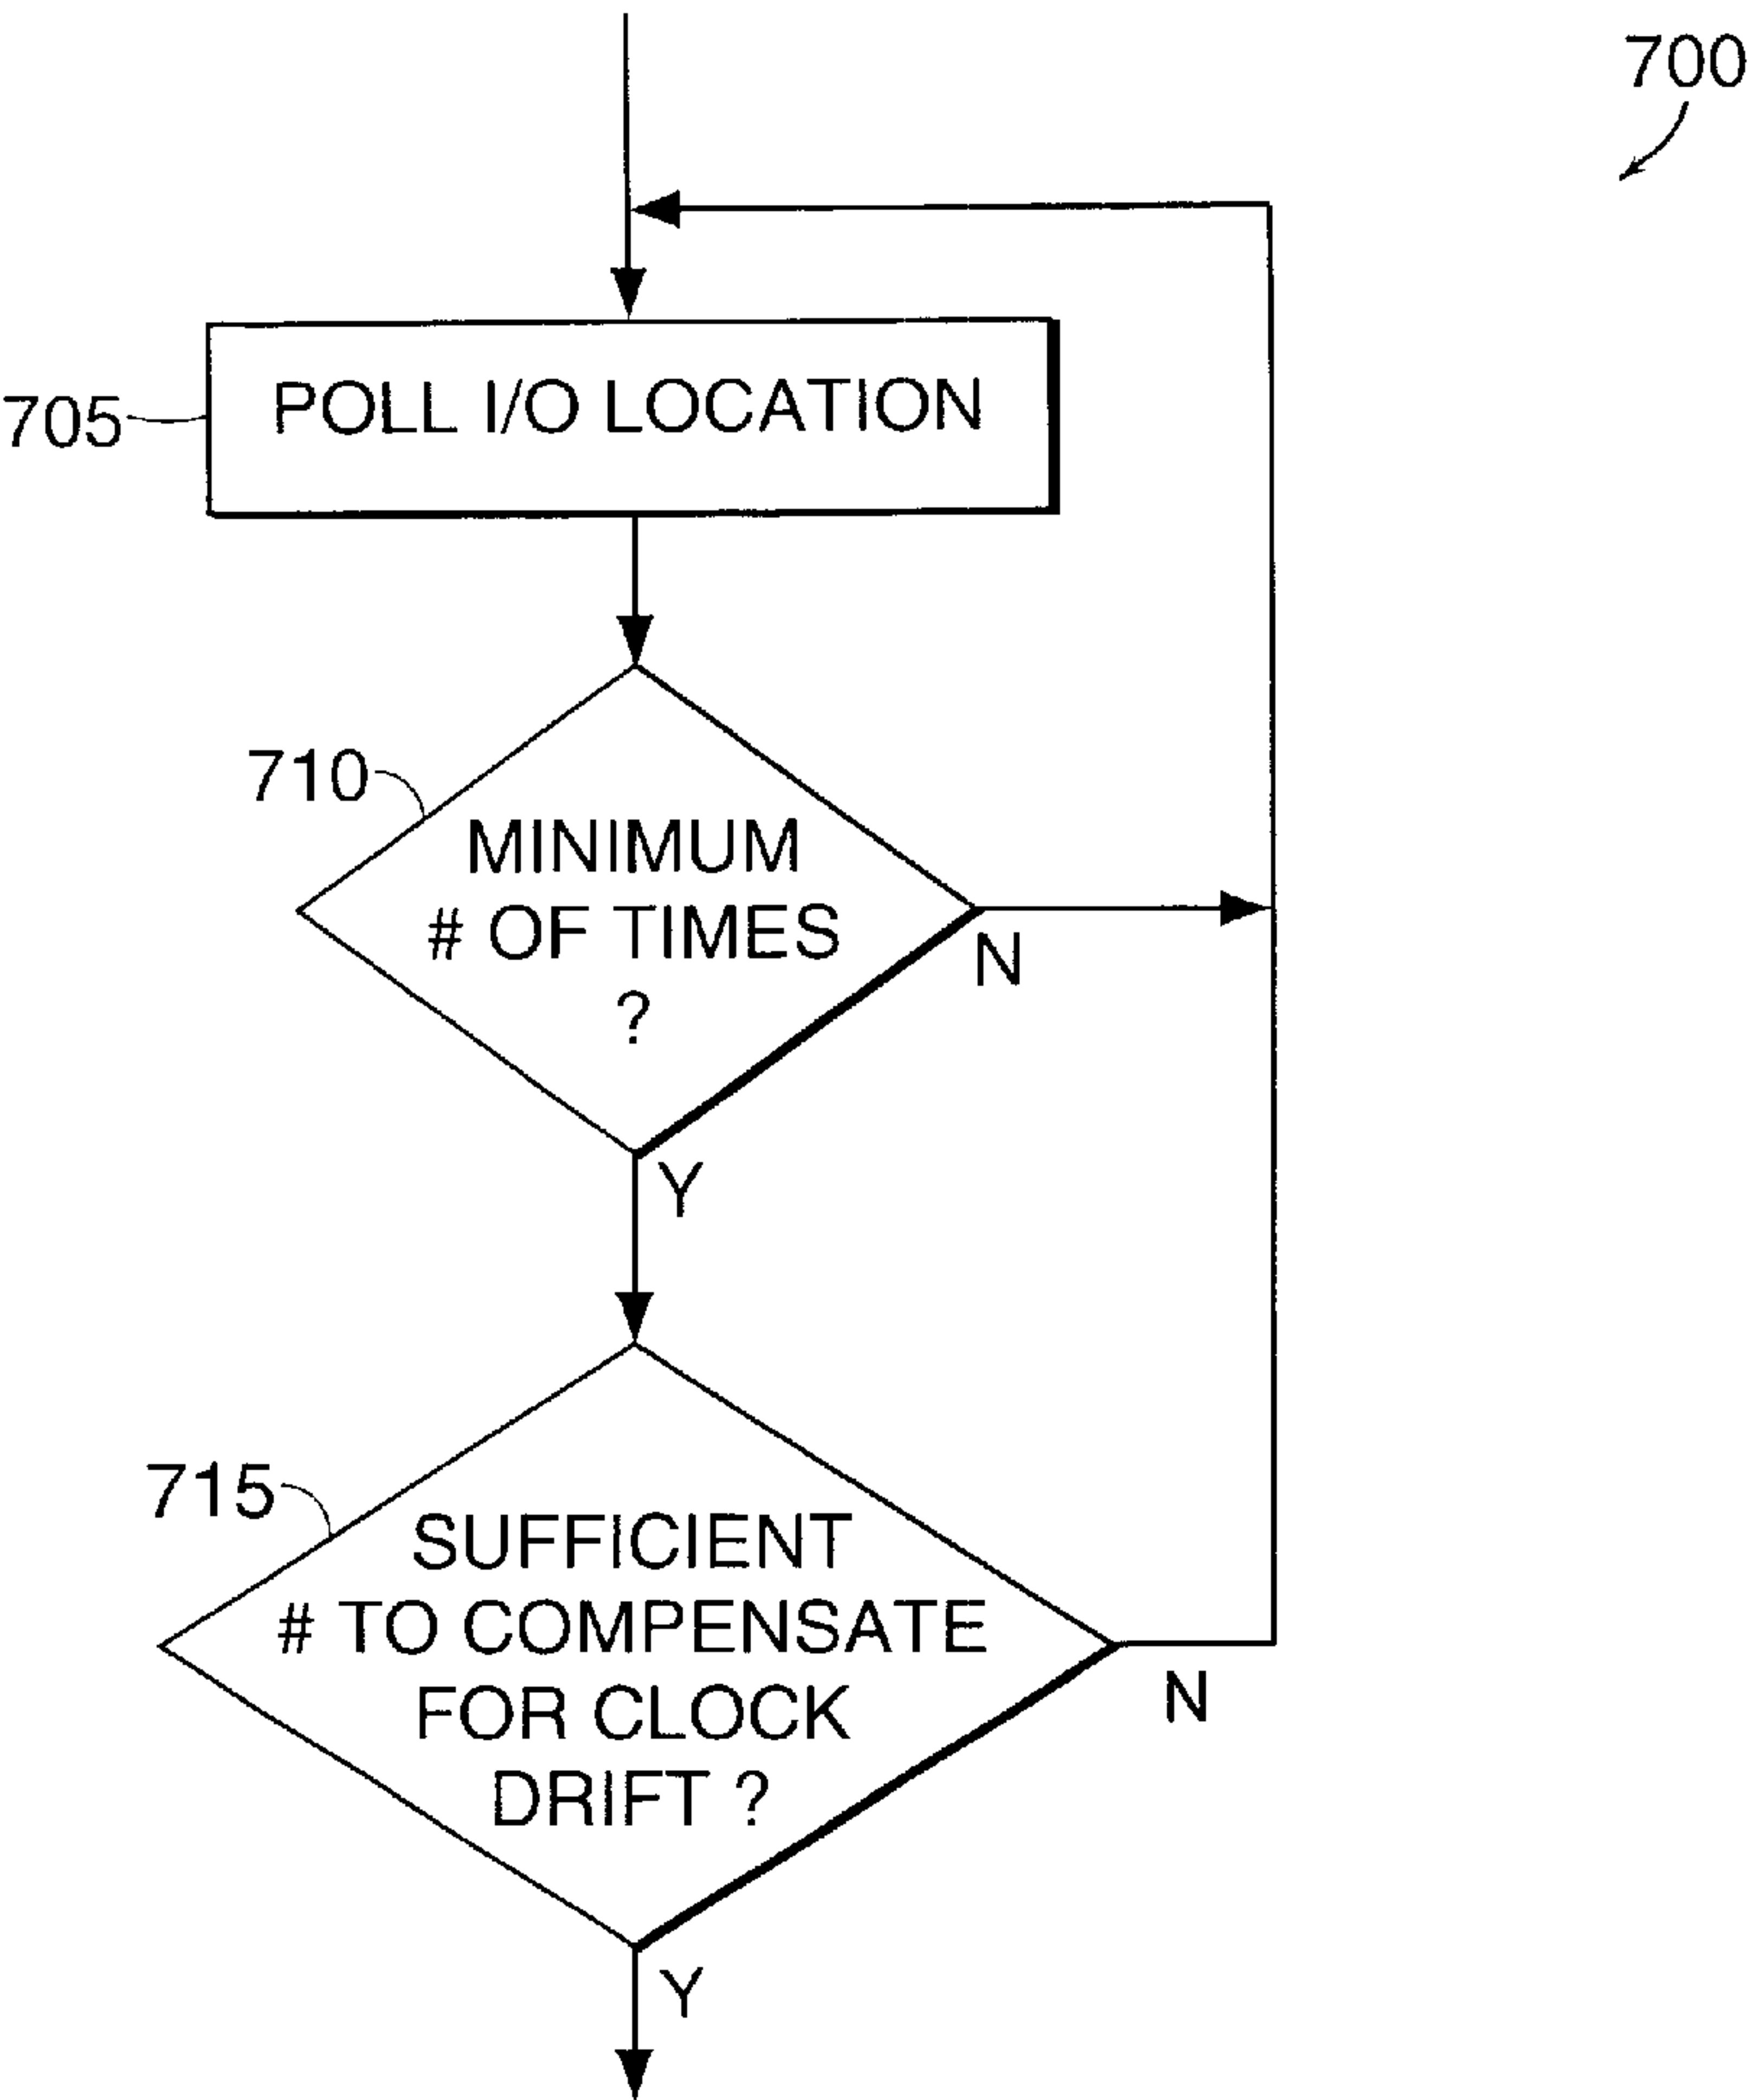 700
705
POLL I/O LOCATION
710
MINIMUM
# OF TIMES
?
N
Y
715
SUFFICIENT
# TO COMPENSATE
FOR CLOCK
DRIFT ?
N
Y